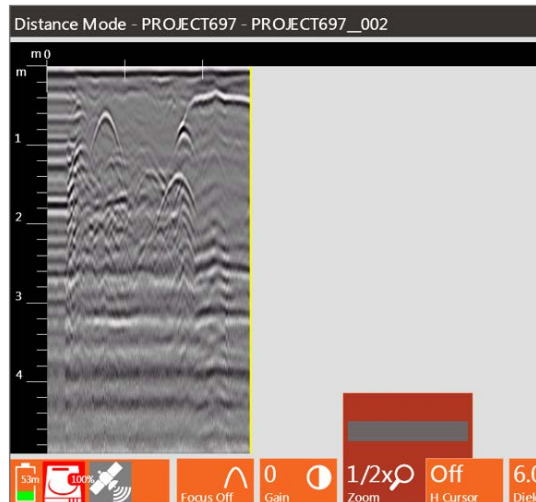 Distance Mode - PROJECT697 - PROJECT697__002
m 0
m
1
2
3
4
53m
100%
Focus Off
0
Gain
1/2x
Zoom
Off
H Cursor
6.0
Diel